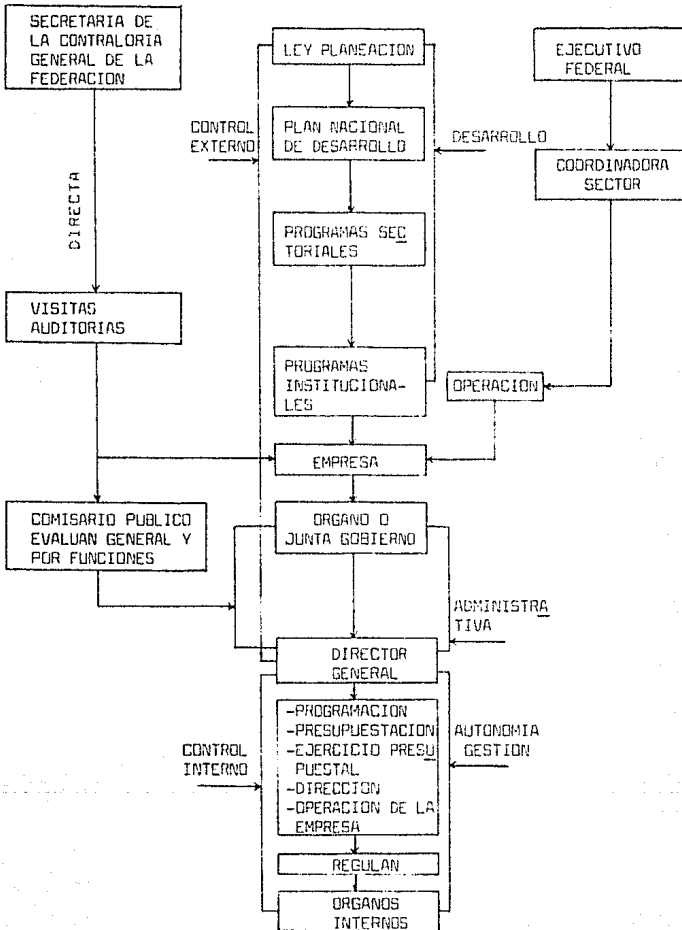 SECRETARIA DE
LA CONTRALORIA
GENERAL DE LA
FEDERACION
LEY PLANEACION
EJECUTIVO
FEDERAL
CONTROL
EXTERNO
PLAN NACIONAL
DE DESARROLLO
DESARROLLO
COORDINADORA
SECTOR
DIRECTA
PROGRAMAS SEC
TORIALES
VISITAS
AUDITORIAS
PROGRAMAS
INSTITUCIONA-
LES
OPERACION
EMPRESA
COMISARIO PUBLICO
EVALUAN GENERAL Y
POR FUNCIONES
ORGANO O
JUNTA GOBIERNO
ADMINISTRA
TIVA
DIRECTOR
GENERAL
-PROGRAMACION
-PRESUPUESTACION
-EJERCICIO PRESU
PUESTAL
-DIRECCION
-OPERACION DE LA
EMPRESA
CONTROL
INTERNO
AUTONOMIA
GESTION
REGULAN
ORGANOS
INTERNOS